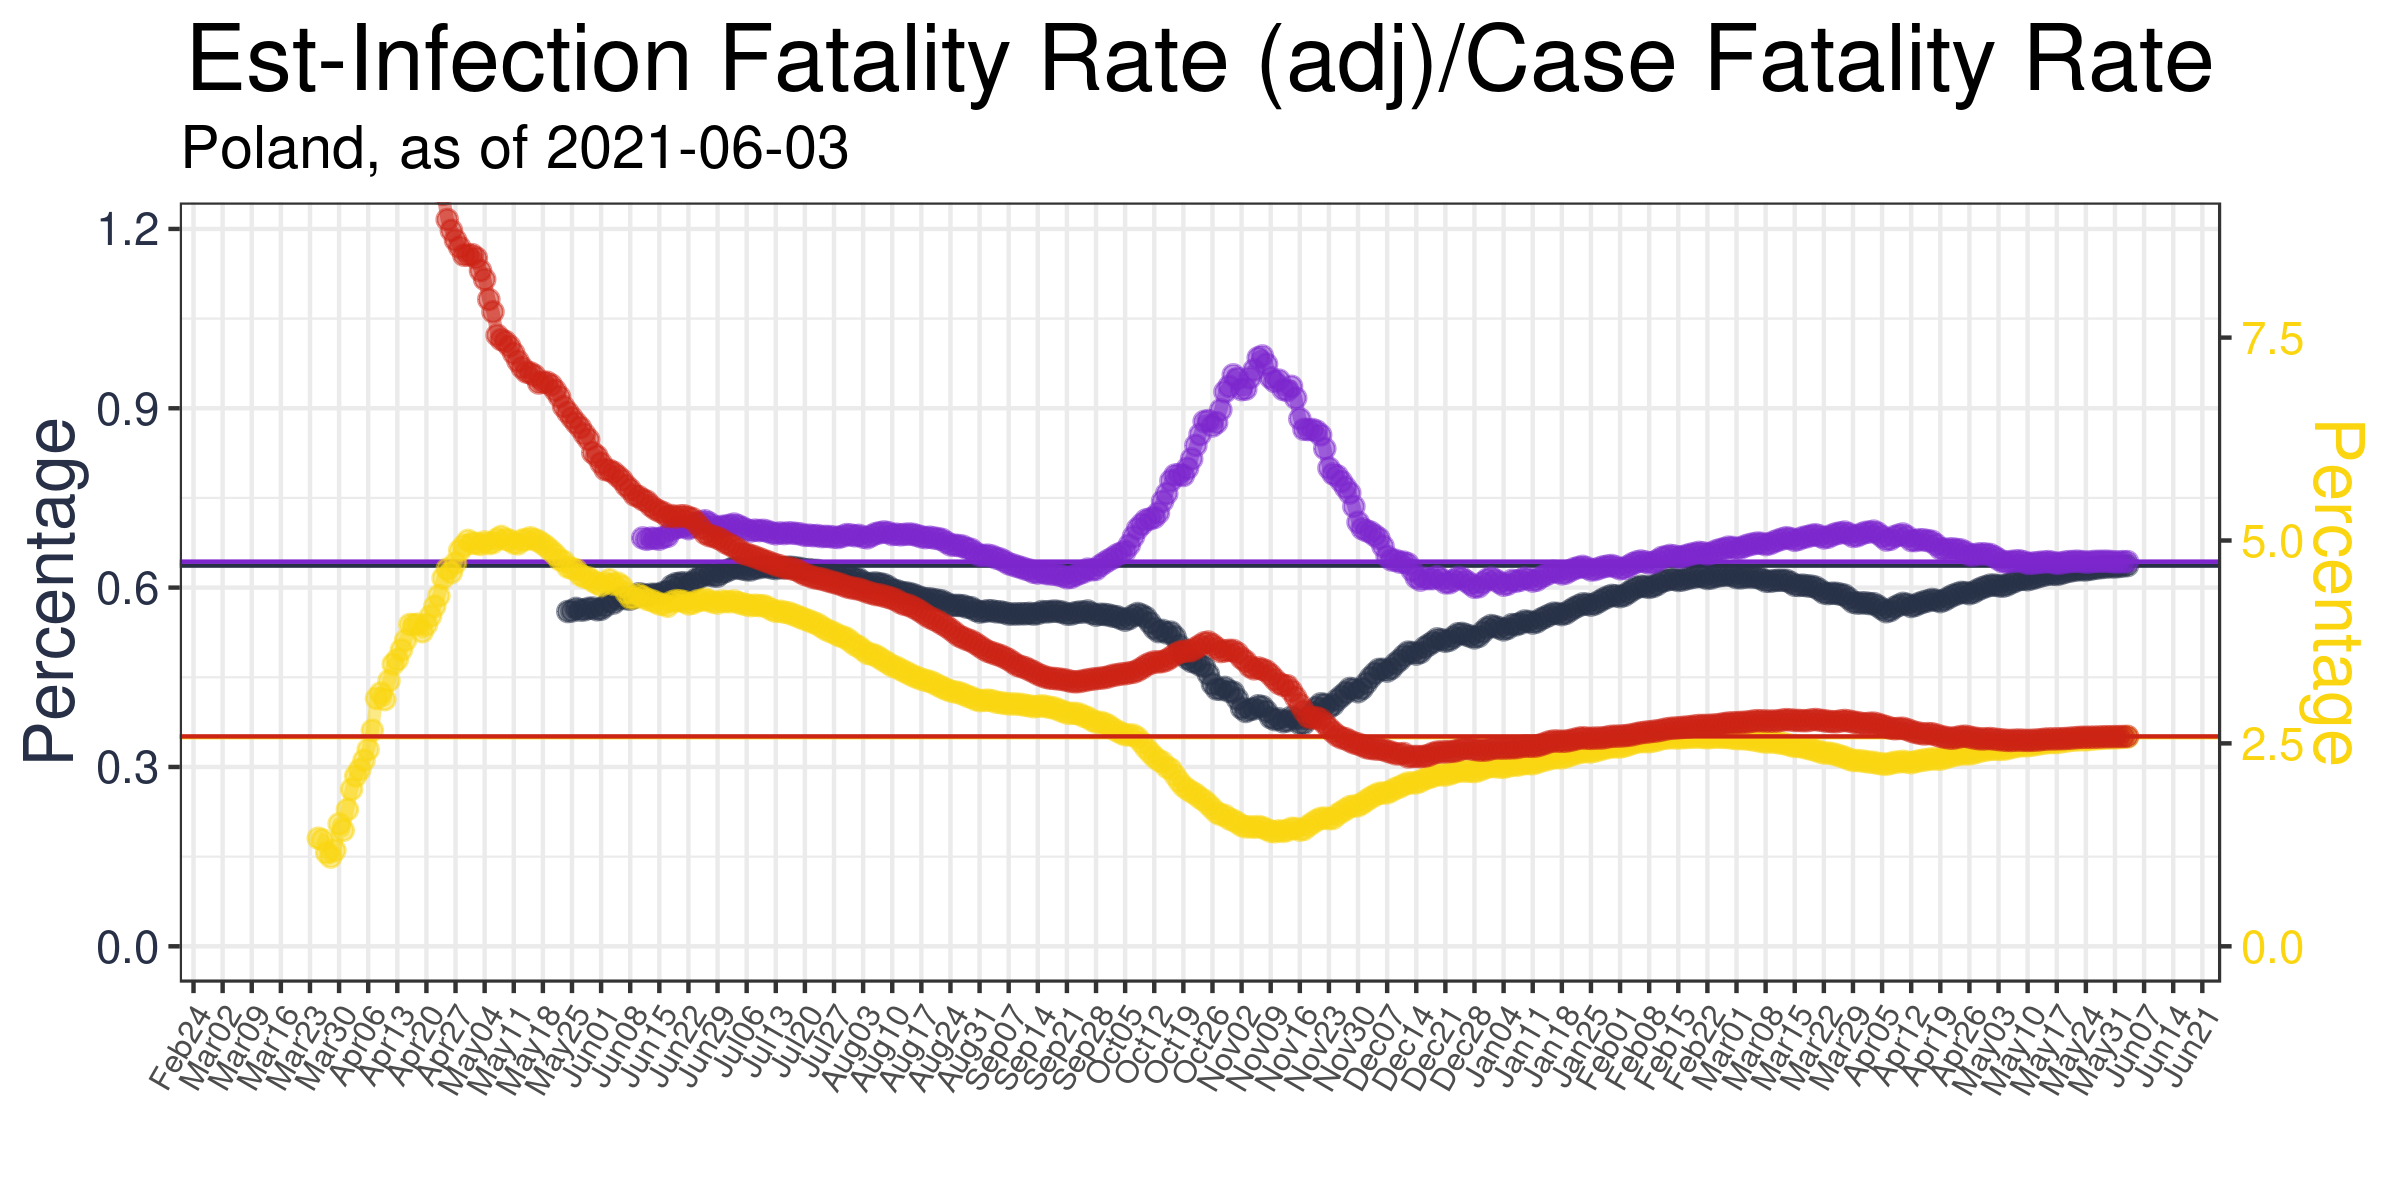 Est-Infection Fatality Rate (adj)/Case Fatality Rate
Poland, as of 2021-06-03
Percentage
1.2
0.9
0.6
0.3
0.0
7.5
5.0
2.5
0.0
Percentage
Feb24
Mar02
Mar09
Mar16
Mar23
Mar30
Apr06
Apr13
Apr20
Apr27
May04
May11
May18
May25
Jun01
Jun08
Jun15
Jun22
Jun29
Jul06
Jul13
Jul20
Jul27
Aug03
Aug10
Aug17
Aug24
Aug31
Sep07
Sep14
Sep21
Sep28
Oct05
Oct12
Oct19
Oct26
Nov02
Nov09
Nov16
Nov23
Nov30
Dec07
Dec14
Dec21
Dec28
Jan04
Jan11
Jan18
Jan25
Feb01
Feb08
Feb15
Feb22
Mar01
Mar08
Mar15
Mar22
Mar29
Apr05
Apr12
Apr19
Apr26
May03
May10
May17
May24
May31
Jun07
Jun14
Jun21